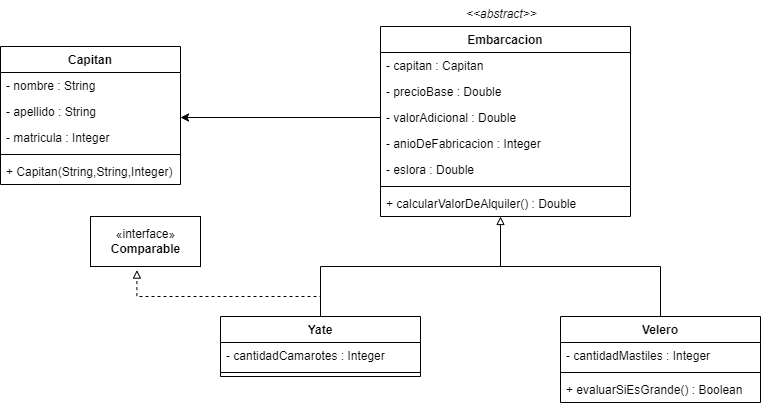 <<abstract>>
Embarcacion
- capitan : Capitan
- precioBase : Double
- valorAdicional : Double
- anioDeFabricacion : Integer
- eslora : Double
+ calcularValorDeAlquiler() : Double
Capitan
- nombre : String
- apellido : String
- matricula : Integer
+ Capitan(String,String,Integer)
«interface»
Comparable
Yate
- cantidadCamarotes : Integer
Velero
- cantidadMastiles : Integer
+ evaluarSiEsGrande() : Boolean